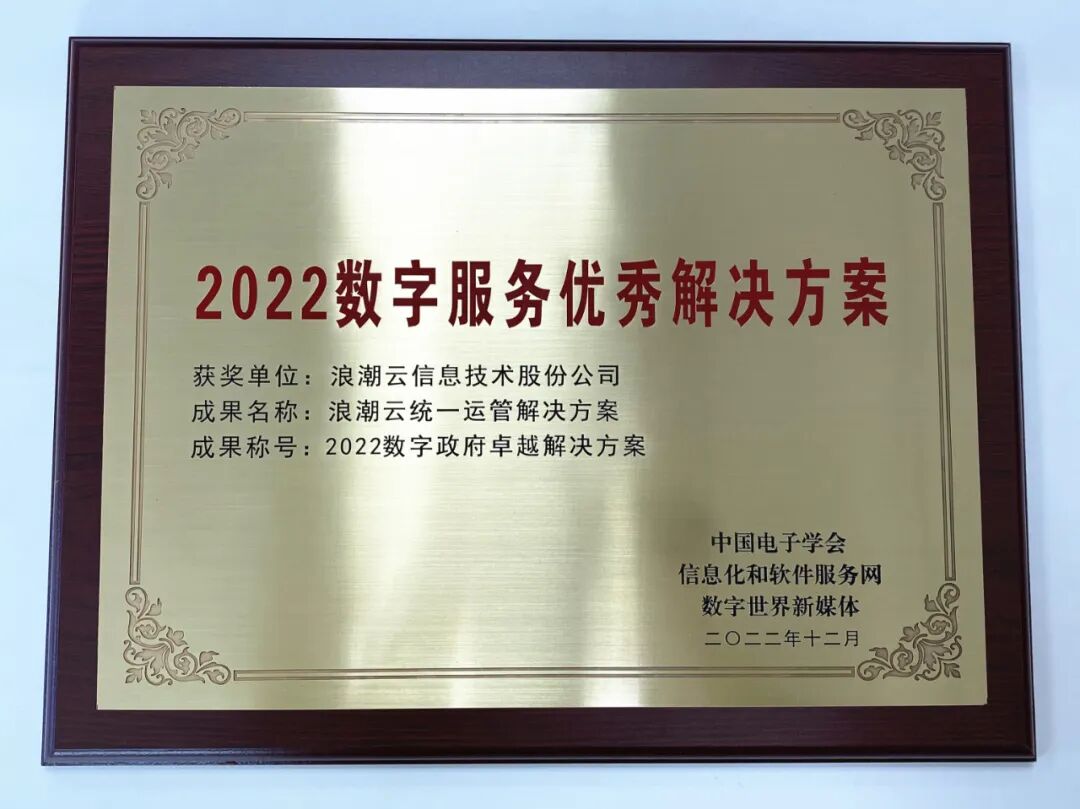 2022数字服务优秀解决方案
获奖单位：浪潮云信息技术股份公司
成果名称：浪潮云统一运管解决方案
成果称号：2022数字政府卓越解决方案
中国电子学会
信息化和软件服务网
数字世界新媒体
二〇二二年十二月